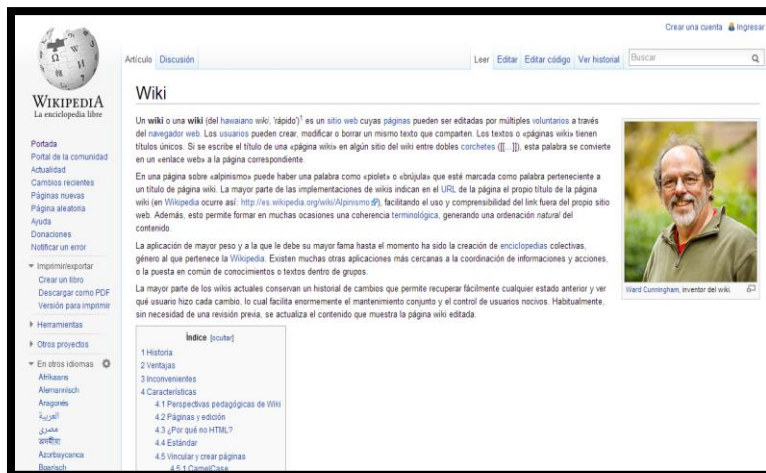 Crear una cuenta Ingresar
Artículo Discusión Leer Editar Editar código Ver historial Buscar
WIKIPEDIA
La enciclopedia libre
Portada
Portal de la comunidad
Actualidad
Cambios recientes
Páginas nuevas
Página aleatoria
Ayuda
Donaciones
Notificar un error
Imprimir/exportar
Crear un libro
Descargar como PDF
Versión para imprimir
Herramientas
Otros proyectos
En otros idiomas
Afrikaans
Alemannisch
Aragonés
العربية
مصرى
অসমীয়া
Azərbaycanca
Boarisch
Wiki
Un wiki o una wiki (del hawaiano wiki, 'rápido')1 es un sitio web cuyas páginas pueden ser editadas por múltiples voluntarios a través
del navegador web. Los usuarios pueden crear, modificar o borrar un mismo texto que comparten. Los textos o «páginas wiki» tienen
títulos únicos. Si se escribe el título de una «página wiki» en algún sitio del wiki entre dobles corchetes ([[...]]), esta palabra se convierte
en un «enlace web» a la página correspondiente.
En una página sobre «alpinismo» puede haber una palabra como «piolet» o «brújula» que esté marcada como palabra perteneciente a
un título de página wiki. La mayor parte de las implementaciones de wikis indican en el URL de la página el propio título de la página
wiki (en Wikipedia ocurre así: http://es.wikipedia.org/wiki/Alpinismo), facilitando el uso y comprensibilidad del link fuera del propio sitio
web. Además, esto permite formar en muchas ocasiones una coherencia terminológica, generando una ordenación natural del
contenido.
La aplicación de mayor peso y a la que le debe su mayor fama hasta el momento ha sido la creación de enciclopedias colectivas,
género al que pertenece la Wikipedia. Existen muchas otras aplicaciones más cercanas a la coordinación de informaciones y acciones,
o la puesta en común de conocimientos o textos dentro de grupos.
La mayor parte de los wikis actuales conservan un historial de cambios que permite recuperar fácilmente cualquier estado anterior y ver
qué usuario hizo cada cambio, lo cual facilita enormemente el mantenimiento conjunto y el control de usuarios nocivos. Habitualmente,
sin necesidad de una revisión previa, se actualiza el contenido que muestra la página wiki editada.
Ward Cunningham, inventor del wiki.
Índice [ocultar]
1 Historia
2 Ventajas
3 Inconvenientes
4 Características
4.1 Perspectivas pedagógicas de Wiki
4.2 Páginas y edición
4.3 ¿Por qué no HTML?
4.4 Estándar
4.5 Vincular y crear páginas
4.5.1 CamelCase